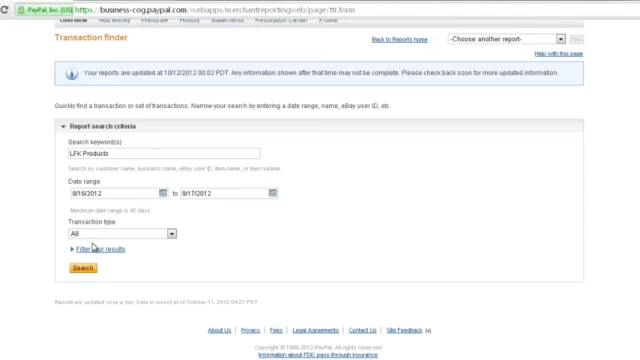 PayPal, Inc. [US] https://business-cog.paypal.com/webapps/merchantreportingweb/page/tfr.form
Overview Add Money Withdraw History Statements Resolution Center Profile
Transaction finder
Back to Reports home -Choose another report-
Help with this page
Your reports are updated at 10/12/2012 00:02 PDT. Any information shown after that time may not be complete. Please check back soon for more updated information
Quickly find a transaction or set of transactions. Narrow your search by entering a date range, name, eBay user ID, etc.
Report search criteria
Search keyword(s)
LFK Products
Search by customer name, business name, eBay user ID, item name, or item number.
Date range
8/16/2012 to 9/17/2012
Maximum date range is 90 days.
Transaction type
All
Filter your results
Search
Reports are updated once a day. Data is current as of October 11, 2012 04:27 PDT.
About Us | Privacy | Fees | Legal Agreements | Contact Us | Site Feedback [+]
Copyright © 1999-2012 PayPal. All rights reserved.
Information about FDIC pass-through insurance